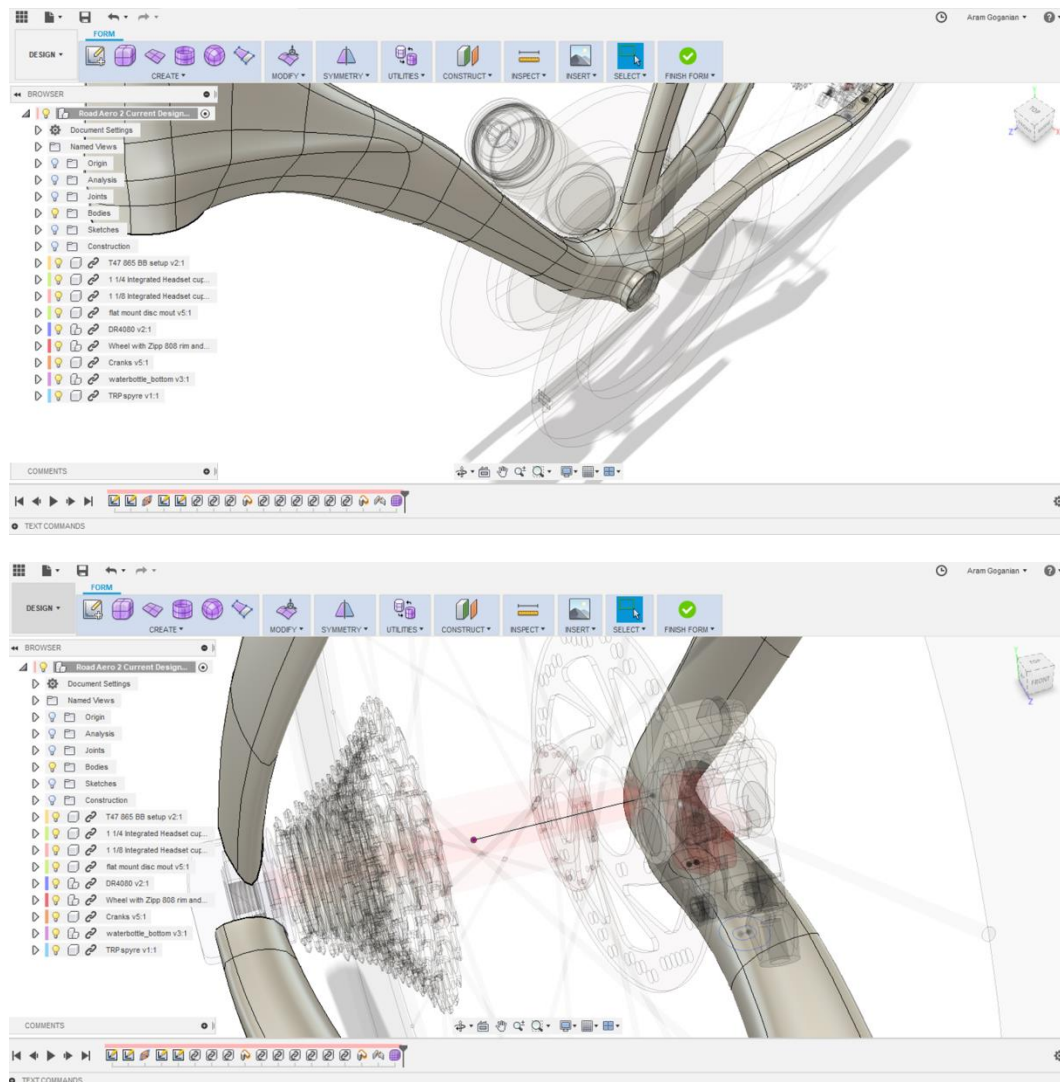 Aram Goganian
FORM
DESIGN
CREATE MODIFY SYMMETRY UTILITIES CONSTRUCT INSPECT INSERT SELECT FINISH FORM
BROWSER
Road Aero 2 Current Design...
Document Settings
Named Views
Origin
Analysis
Joints
Bodies
Sketches
Construction
T47 865 BB setup v2:1
1 1/4 Integrated Headset cup...
1 1/8 Integrated Headset cup...
flat mount disc mout v5:1
DR4080 v2:1
Wheel with Zipp 808 rim and...
Cranks v5:1
waterbottle_bottom v3:1
TRP spyre v1:1
COMMENTS
TEXT COMMANDS
Aram Goganian
FORM
DESIGN
CREATE MODIFY SYMMETRY UTILITIES CONSTRUCT INSPECT INSERT SELECT FINISH FORM
BROWSER
Road Aero 2 Current Design...
TOP
FRONT
Document Settings
Named Views
Origin
Analysis
Joints
Bodies
Sketches
Construction
T47 865 BB setup v2:1
1 1/4 Integrated Headset cup...
1 1/8 Integrated Headset cup...
flat mount disc mout v5:1
DR4080 v2:1
Wheel with Zipp 808 rim and...
Cranks v5:1
waterbottle_bottom v3:1
TRP spyre v1:1
COMMENTS
TEXT COMMANDS